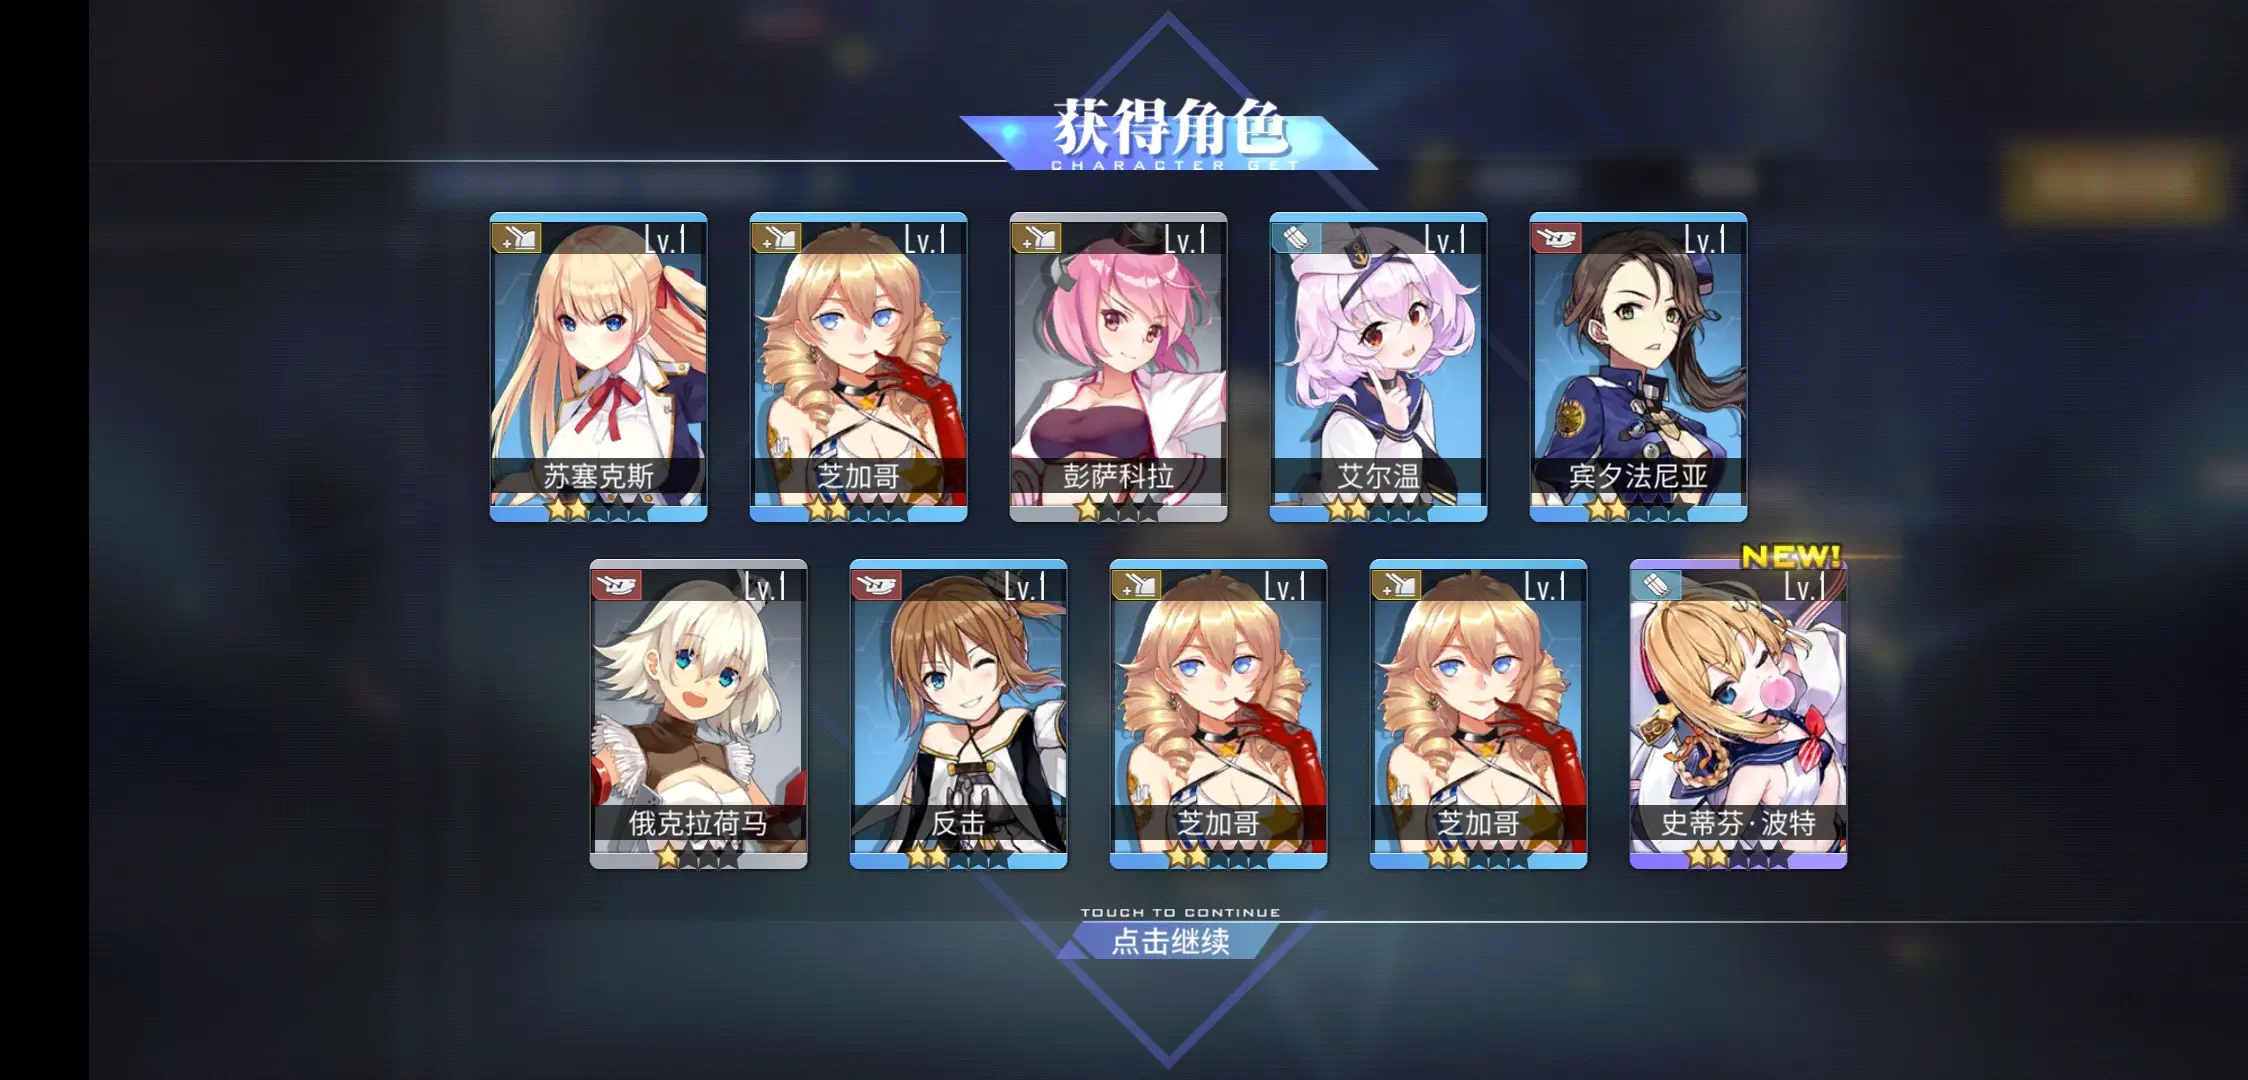 获得角色
CHARACTER GET
Lv.1
Lv.1
Lv.1
Lv.1
Lv.1
苏塞克斯
芝加哥
彭萨科拉
艾尔温
宾夕法尼亚
NEW!
Lv.1
Lv.1
Lv.1
Lv.1
Lv.1
俄克拉荷马
反击
芝加哥
芝加哥
史蒂芬·波特
TOUCH TO CONTINUE
点击继续